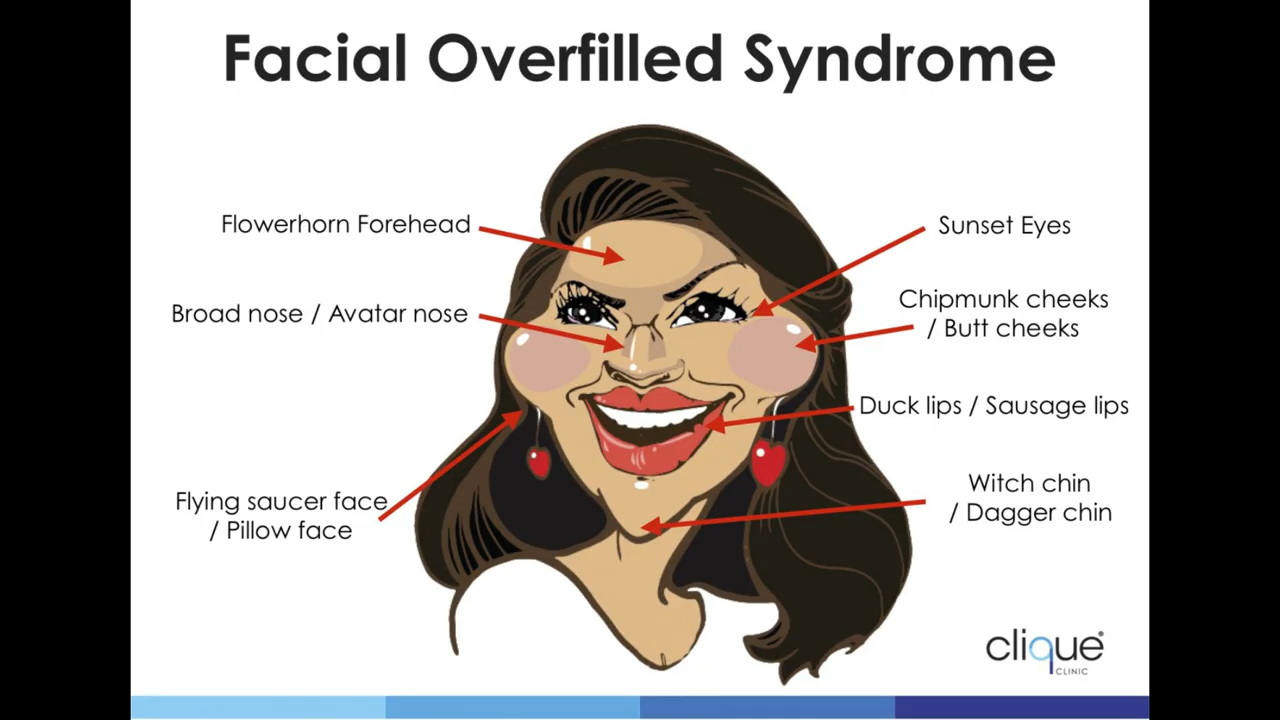 Facial Overfilled Syndrome
Flowerhorn Forehead
Sunset Eyes
Broad nose / Avatar nose
Chipmunk cheeks
/ Butt cheeks
Duck lips / Sausage lips
Flying saucer face
/ Pillow face
Witch chin
/ Dagger chin
clique®
CLINIC